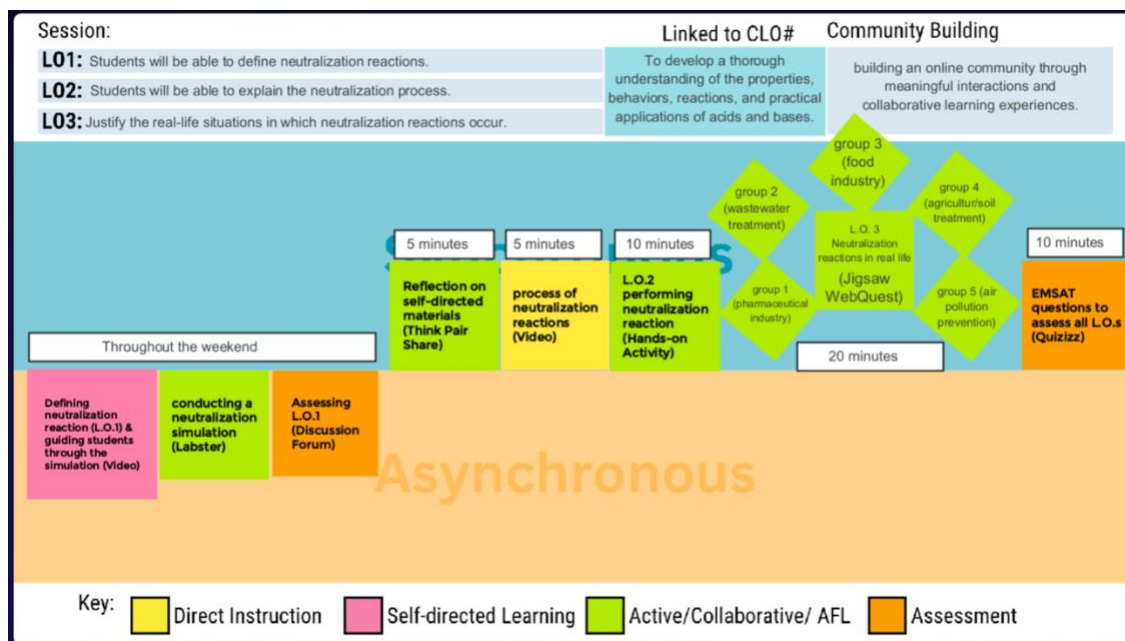 Session:
Linked to CLO#
Community Building
LO1: Students will be able to define neutralization reactions.
LO2: Students will be able to explain the neutralization process.
LO3: Justify the real-life situations in which neutralization reactions occur.
To develop a thorough
understanding of the properties,
behaviors, reactions, and practical
applications of acids and bases.
building an online community through
meaningful interactions and
collaborative learning experiences.
Throughout the weekend
Defining
neutralization
reaction (L.O.1) &
guiding students
through the
simulation (Video)
conducting a
neutralization
simulation
(Labster)
Assessing
L.O.1
(Discussion
Forum)
5 minutes
Reflection on
self-directed
materials
(Think Pair
Share)
5 minutes
process of
neutralization
reactions
(Video)
10 minutes
L.O.2
performing
neutralization
reaction
(Hands-on
Activity)
group 1
(pharmaceutical
industry)
group 2
(wastewater
treatment)
group 3
(food
industry)
group 4
(agricultur/soil
treatment)
group 5 (air
pollution
prevention)
L.O. 3
Neutralization
reactions in real life
(Jigsaw
WebQuest)
20 minutes
10 minutes
EMSAT
questions to
assess all L.O.s
(Quizizz)
Asynchronous
Key:
Direct Instruction
Self-directed Learning
Active/Collaborative/ AFL
Assessment